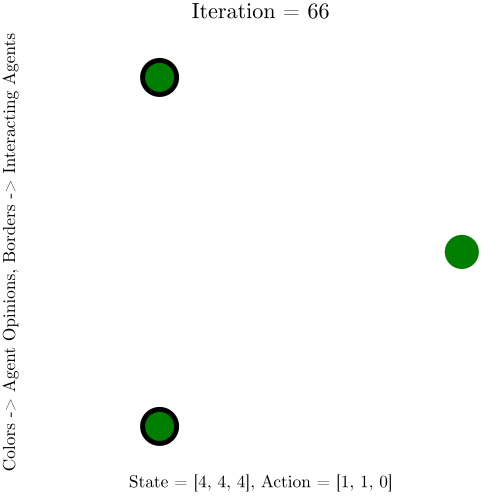 Iteration = 66
Colors -> Agent Opinions, Borders -> Interacting Agents
State = [4, 4, 4], Action = [1, 1, 0]